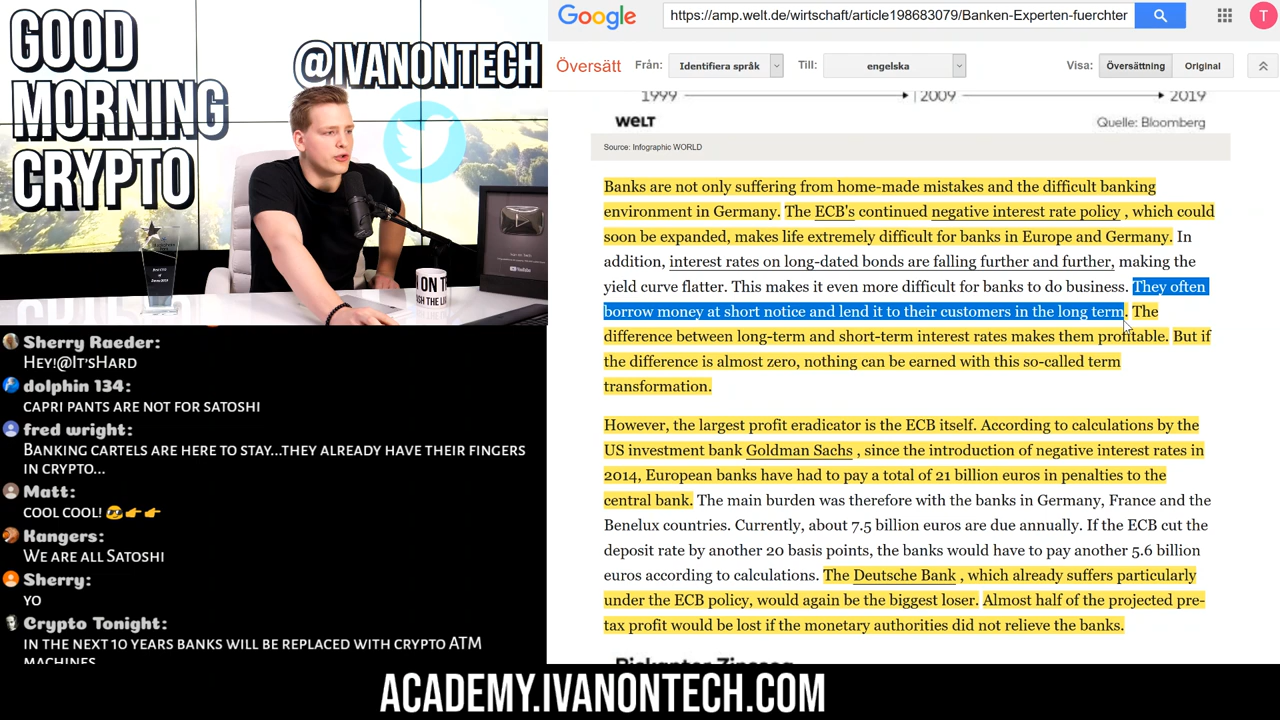 GOOD
MORNING
CRYPTO
@IVANONTECH
YouTube
Sherry Raeder:
HEY!@IT'SHARD
dolphin 134:
CAPRI PANTS ARE NOT FOR SATOSHI
fred wright:
BANKING CARTELS ARE HERE TO STAY...THEY ALREADY HAVE THEIR FINGERS
IN CRYPTO...
Matt:
COOL COOL! 🤓👉👉
Kangers:
WE ARE ALL SATOSHI
Sherry:
YO
Crypto Tonight:
IN THE NEXT 10 YEARS BANKS WILL BE REPLACED WITH CRYPTO ATM
MACHINES
Google
https://amp.welt.de/wirtschaft/article198683079/Banken-Experten-fuerchter
T
Översätt
Från:
Identifiera språk
Till:
engelska
Visa:
Översättning
Original
1999
2009
2019
WELT
Quelle: Bloomberg
Source: Infographic WORLD
Banks are not only suffering from home-made mistakes and the difficult banking
environment in Germany. The ECB's continued negative interest rate policy , which could
soon be expanded, makes life extremely difficult for banks in Europe and Germany. In
addition, interest rates on long-dated bonds are falling further and further, making the
yield curve flatter. This makes it even more difficult for banks to do business. They often
borrow money at short notice and lend it to their customers in the long term. The
difference between long-term and short-term interest rates makes them profitable. But if
the difference is almost zero, nothing can be earned with this so-called term
transformation.
However, the largest profit eradicator is the ECB itself. According to calculations by the
US investment bank Goldman Sachs , since the introduction of negative interest rates in
2014, European banks have had to pay a total of 21 billion euros in penalties to the
central bank. The main burden was therefore with the banks in Germany, France and the
Benelux countries. Currently, about 7.5 billion euros are due annually. If the ECB cut the
deposit rate by another 20 basis points, the banks would have to pay another 5.6 billion
euros according to calculations. The Deutsche Bank , which already suffers particularly
under the ECB policy, would again be the biggest loser. Almost half of the projected pre-
tax profit would be lost if the monetary authorities did not relieve the banks.
ACADEMY.IVANONTECH.COM